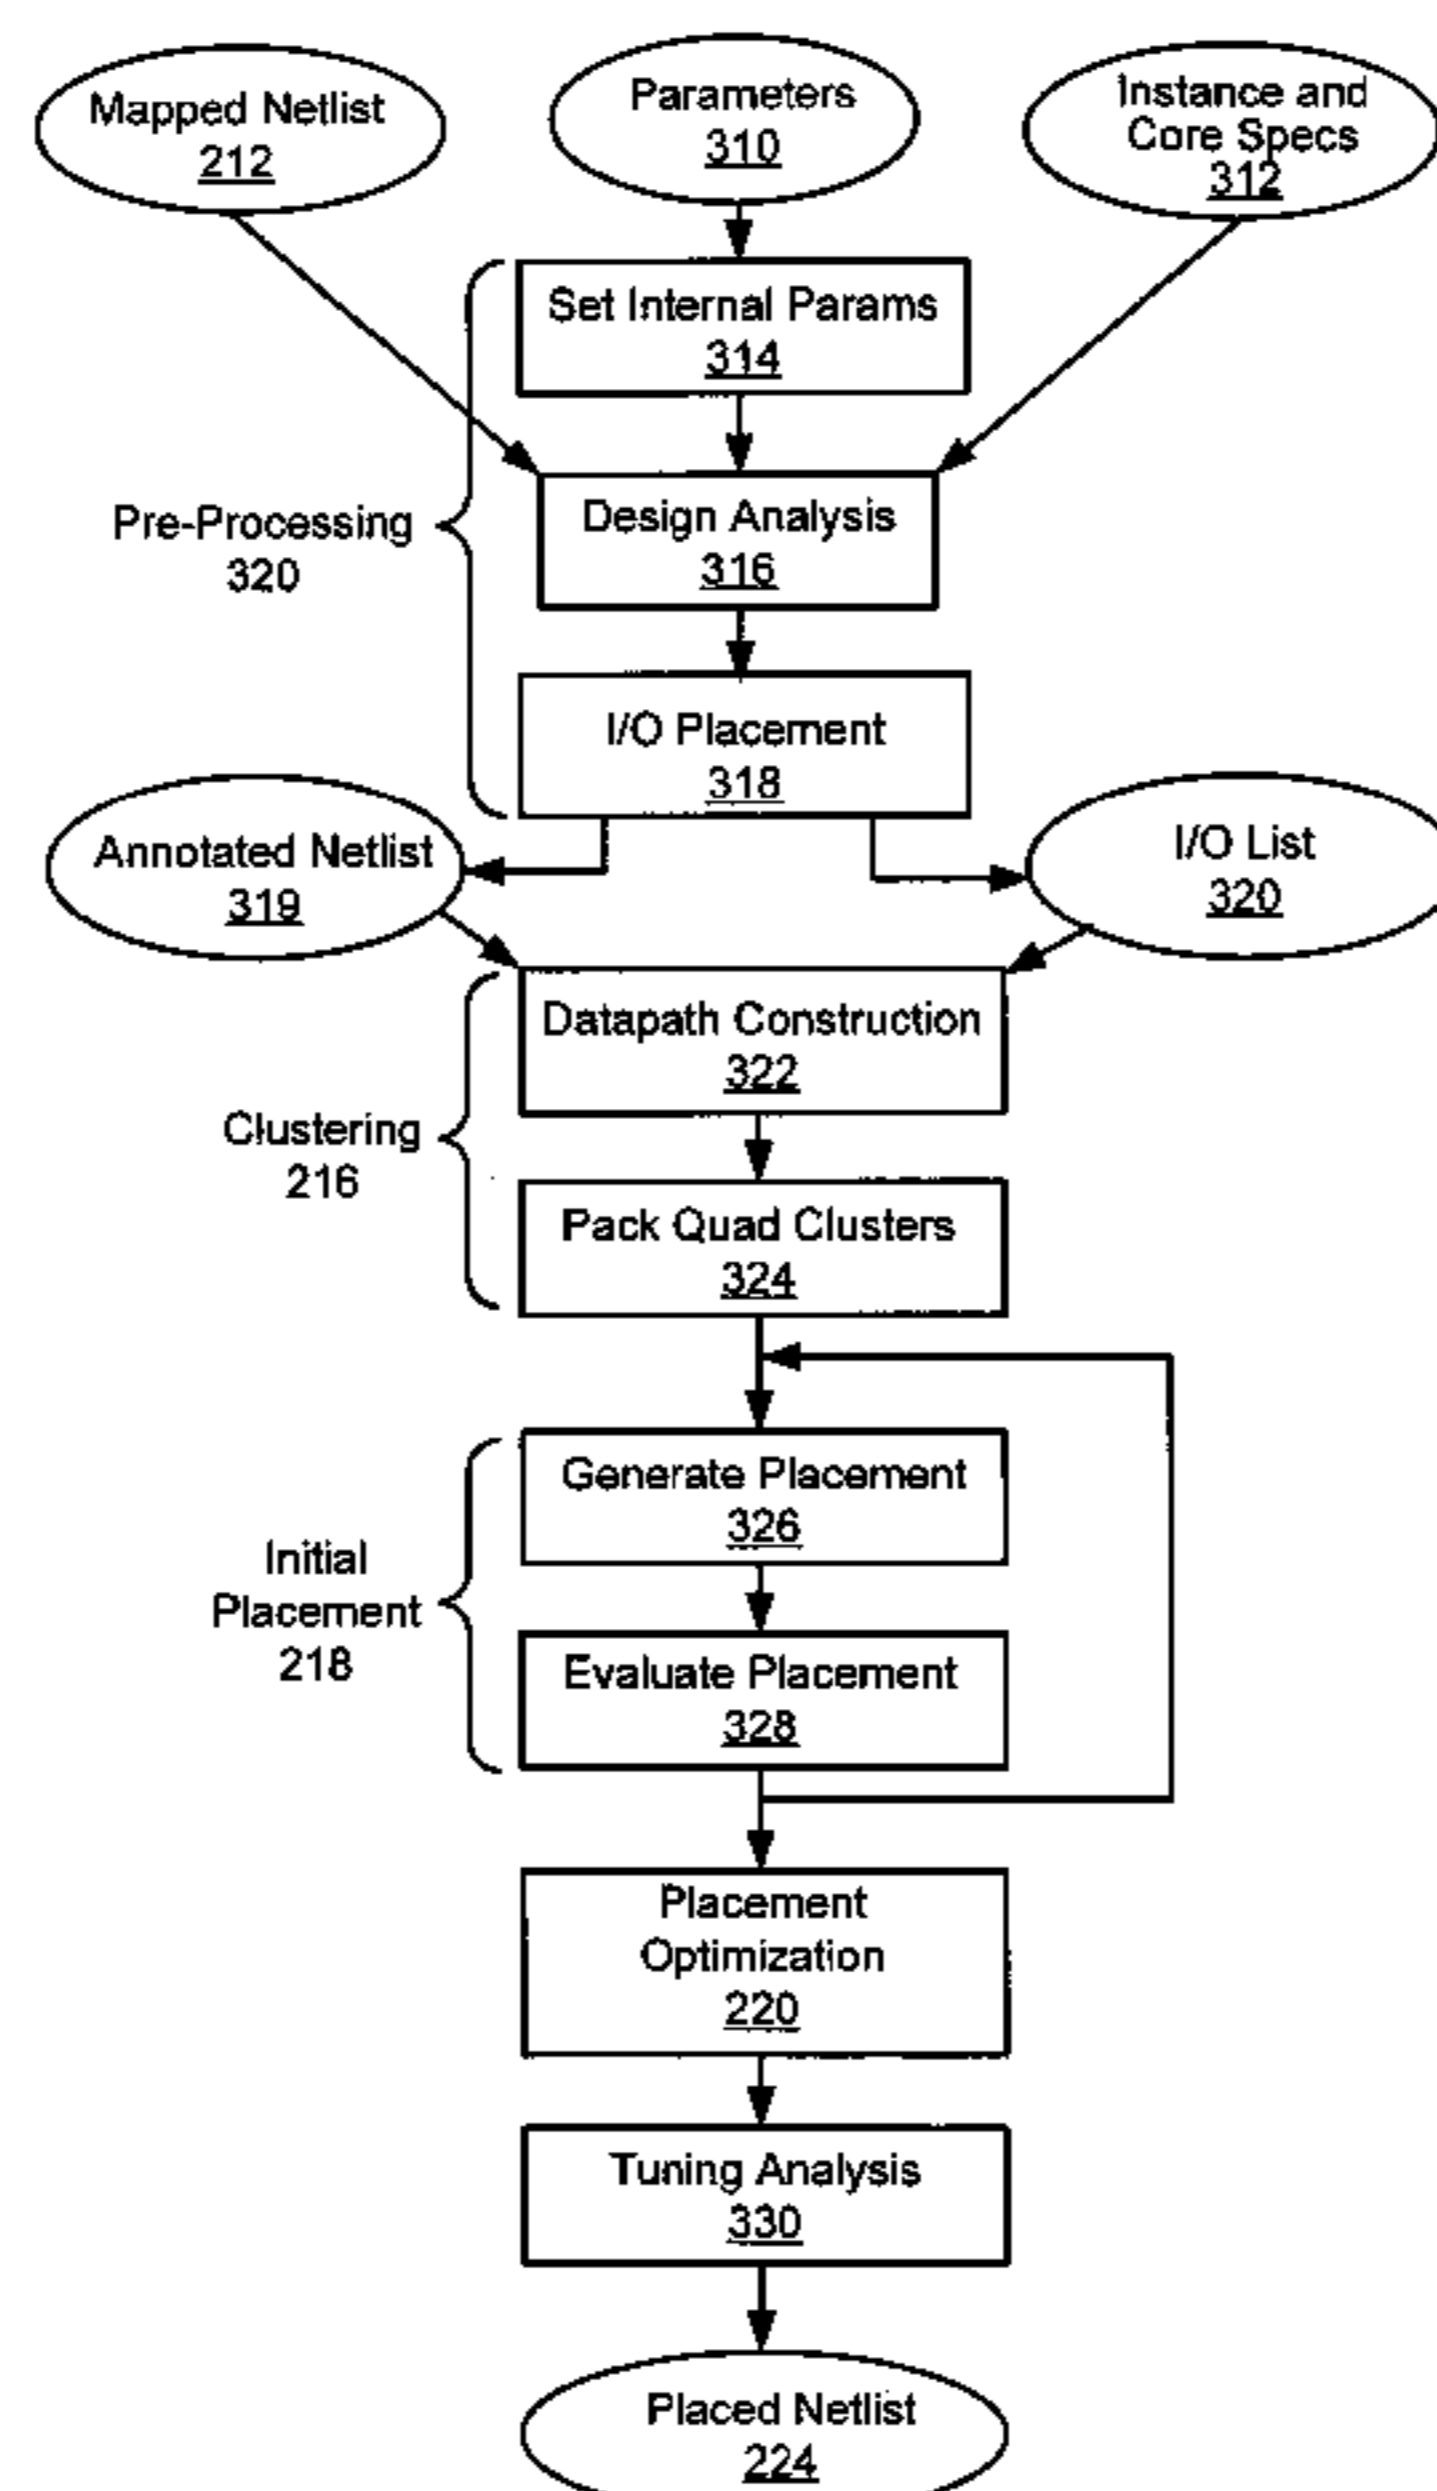 Mapped Netlist
212
Parameters
310
Instance and
Core Specs
312
Set Internal Params
314
Design Analysis
316
Pre-Processing
320
I/O Placement
318
Annotated Netlist
319
I/O List
320
Datapath Construction
322
Clustering
216
Pack Quad Clusters
324
Generate Placement
326
Initial
Placement
218
Evaluate Placement
328
Placement
Optimization
220
Tuning Analysis
330
Placed Netlist
224